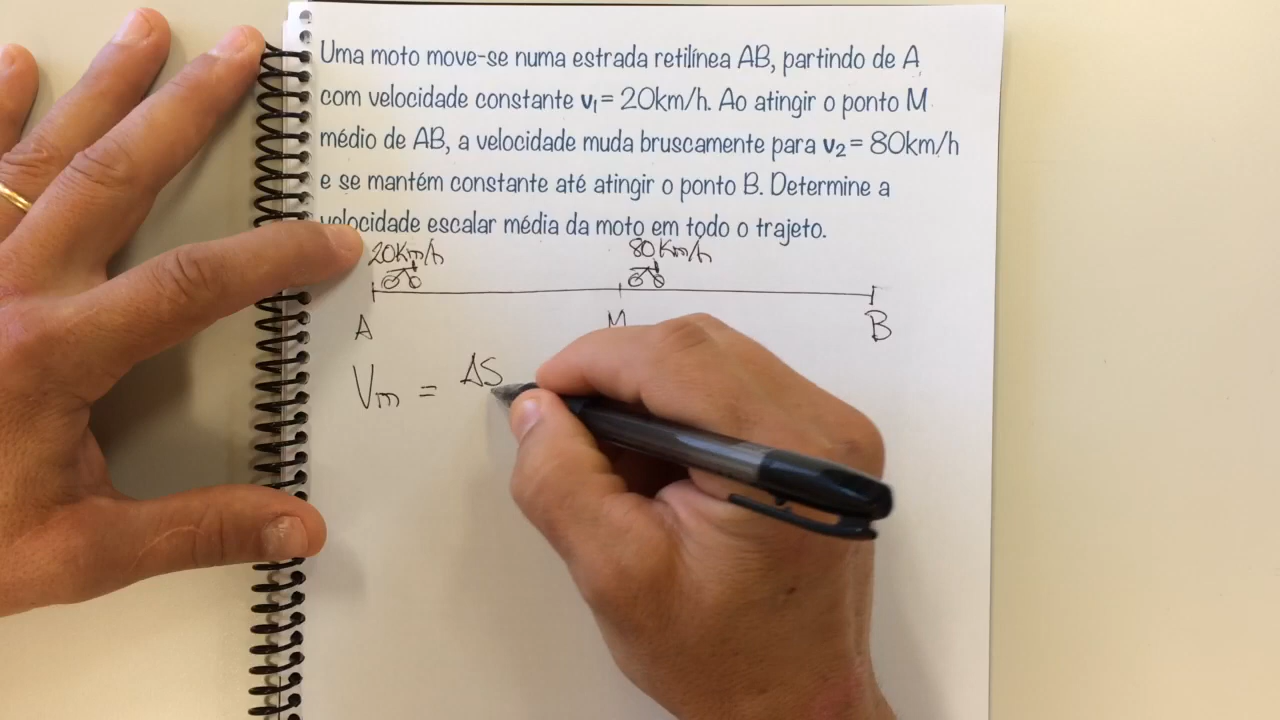 Uma moto move-se numa estrada retilínea AB, partindo de A
com velocidade constante v₁ = 20km/h. Ao atingir o ponto M
médio de AB, a velocidade muda bruscamente para v₂ = 80km/h
e se mantém constante até atingir o ponto B. Determine a
velocidade escalar média da moto em todo o trajeto.
20km/h 80km/h
A M B
Vm = ΔS